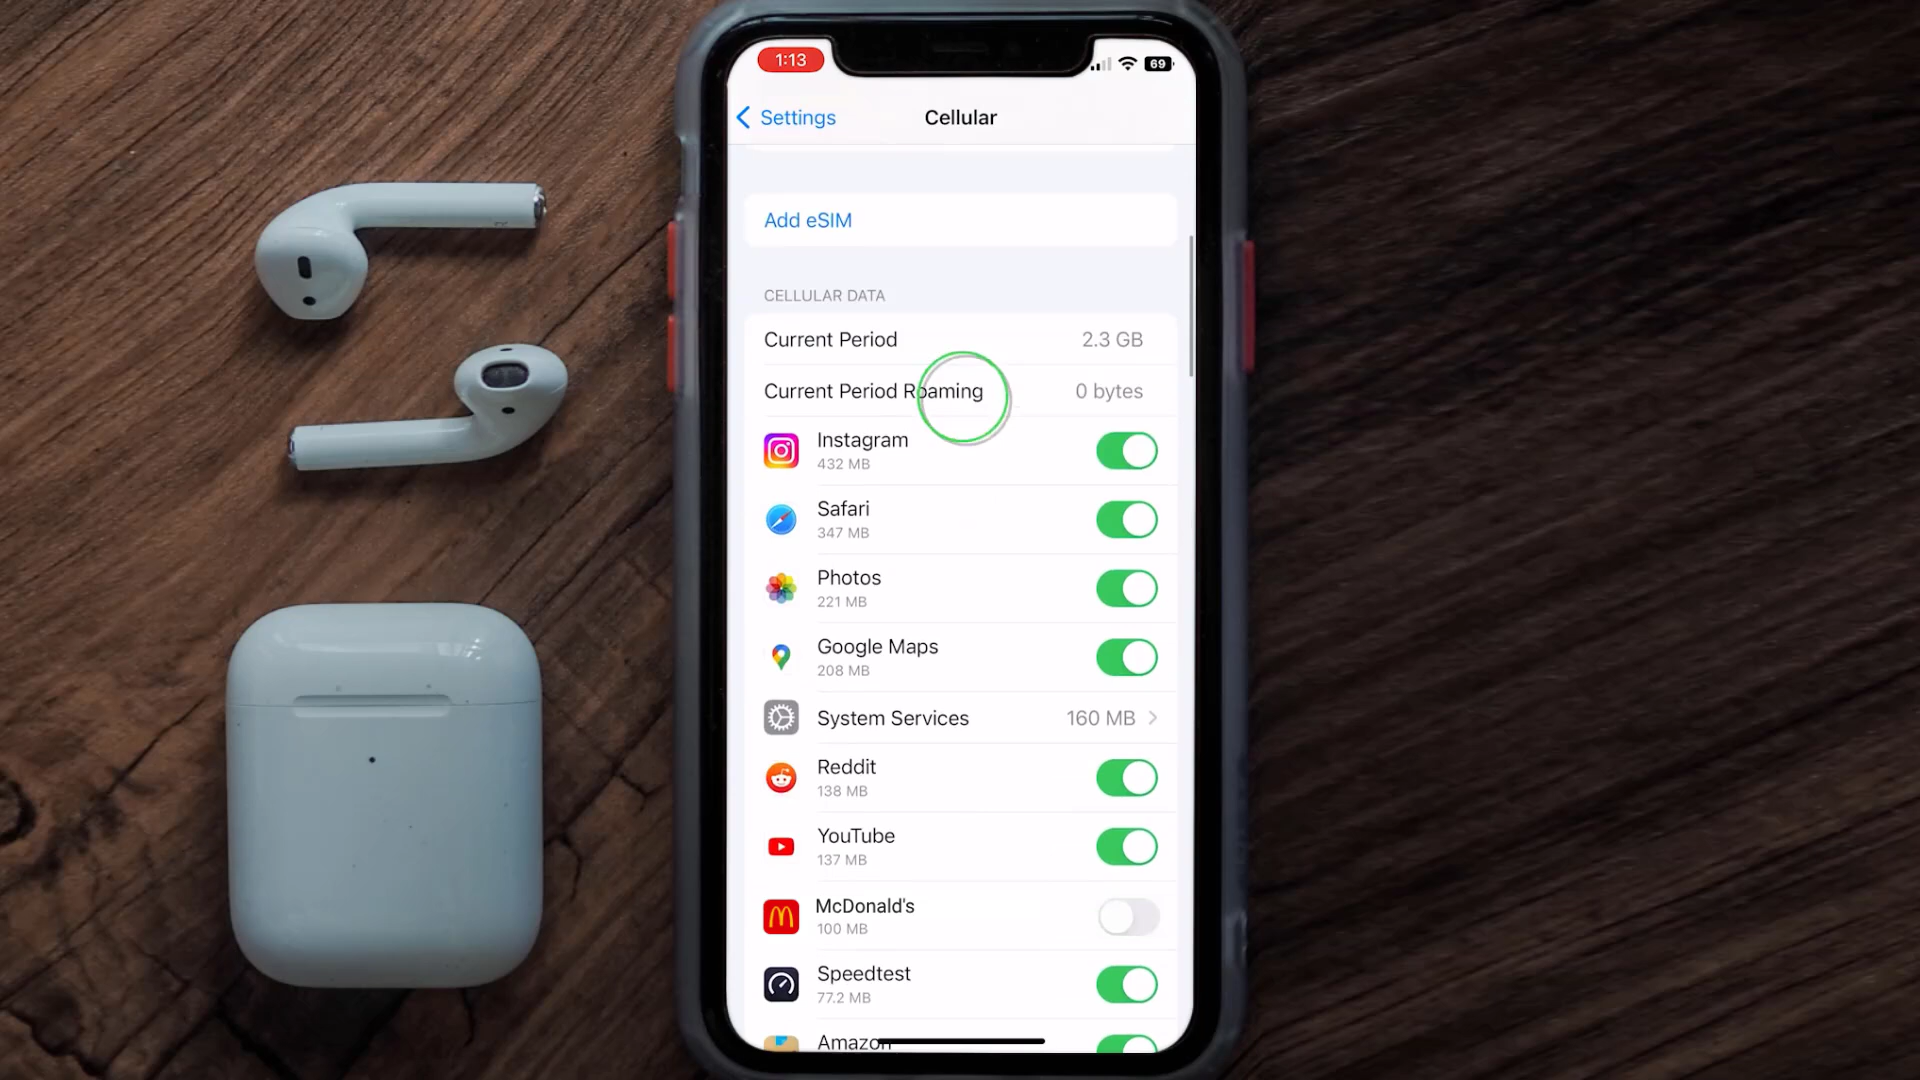 1:13
69
Settings
Cellular
Add eSIM
CELLULAR DATA
Current Period
2.3 GB
Current Period Roaming
0 bytes
Instagram
432 MB
Safari
347 MB
Photos
221 MB
Google Maps
208 MB
System Services
160 MB
Reddit
138 MB
YouTube
137 MB
McDonald's
100 MB
Speedtest
77.2 MB
Amazon